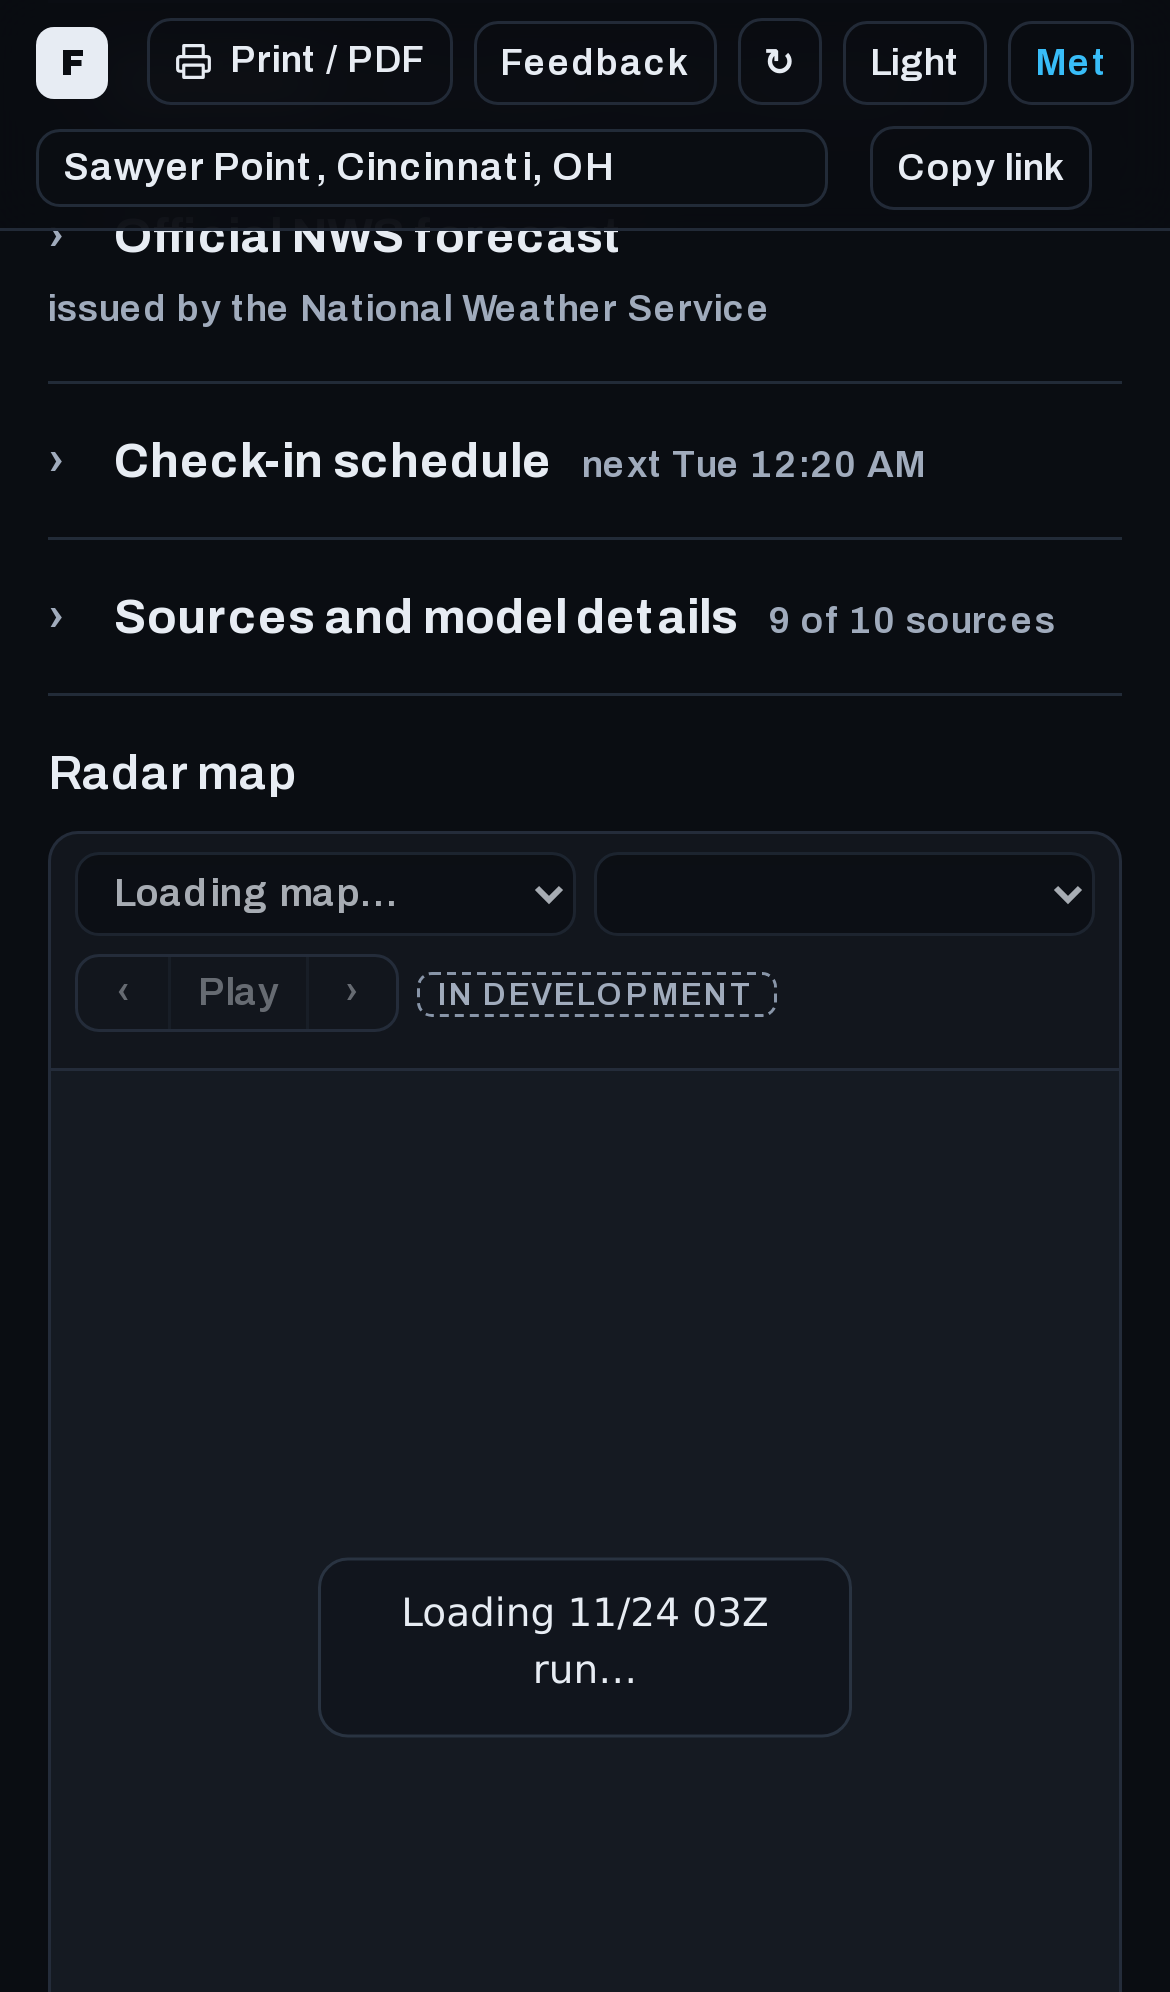 F
Print / PDF
Feedback
↻
Light
Met
Sawyer Point, Cincinnati, OH
Copy link
› Official NWS forecast
issued by the National Weather Service
› Check-in schedule next Tue 12:20 AM
› Sources and model details 9 of 10 sources
Radar map
Loading map...
‹ Play › IN DEVELOPMENT
Loading 11/24 03Z
run...